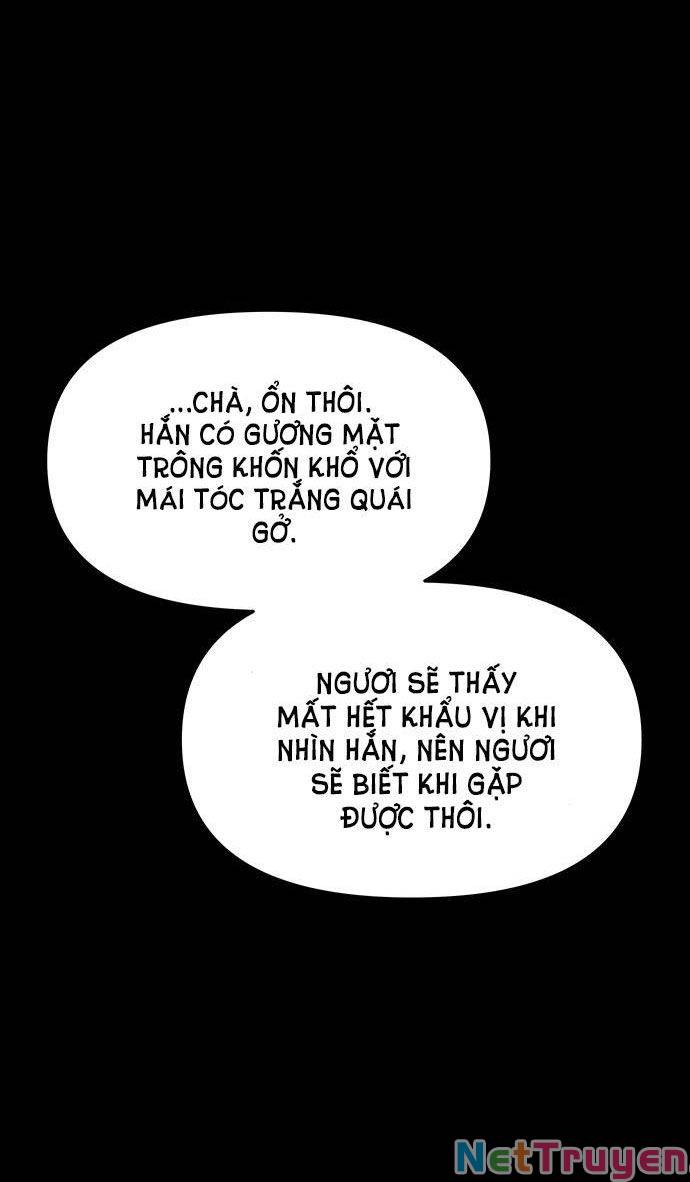 ...CHÀ, ỔN THÔI.
HẮN CÓ GƯƠNG MẶT
TRÔNG KHỐN KHỔ VỚI
MÁI TÓC TRẮNG QUÁI
GỞ.
NGƯƠI SẼ THẤY
MẤT HẾT KHẨU VỊ KHI
NHÌN HẮN, NÊN NGƯƠI
SẼ BIẾT KHI GẶP
ĐƯỢC THÔI.
NetTruyen